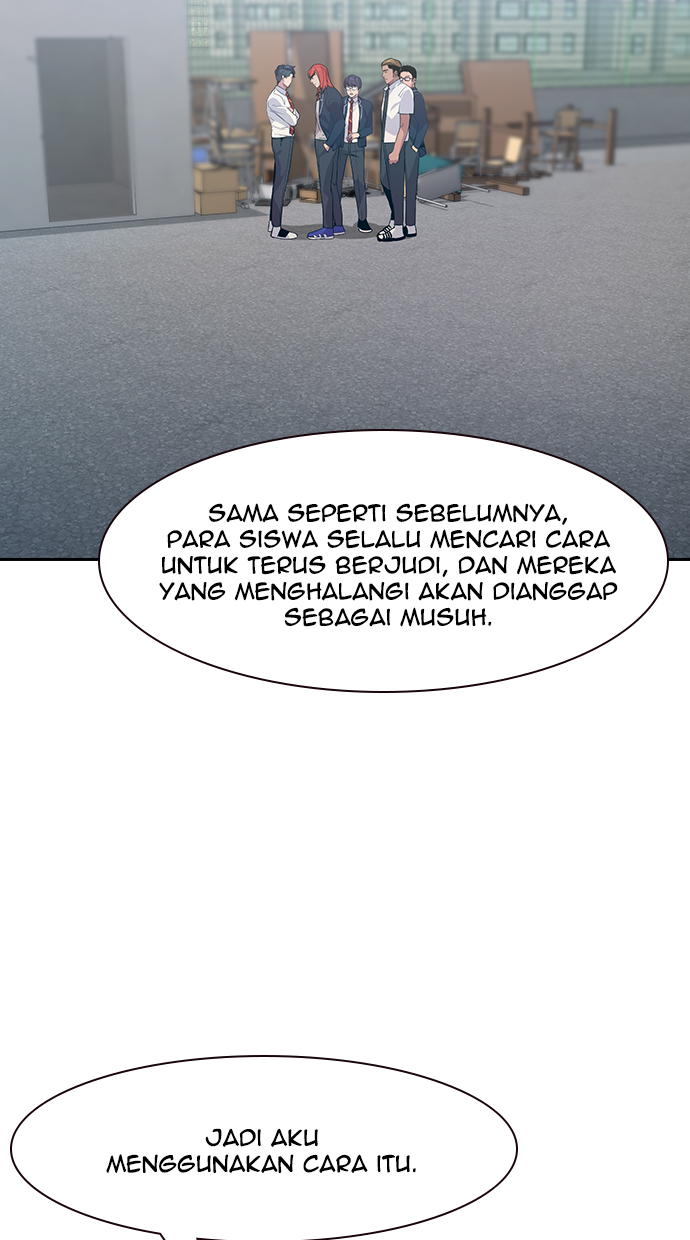 SAMA SEPERTI SEBELUMNYA,
PARA SISWA SELALU MENCARI CARA
UNTUK TERUS BERJUDI, DAN MEREKA
YANG MENGHALANGI AKAN DIANGGAP
SEBAGAI MUSUH.
JADI AKU
MENGGUNAKAN CARA ITU.